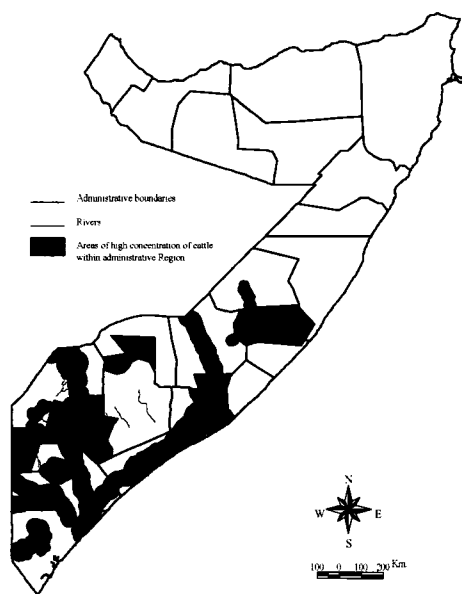 Administrative boundaries
Rivers
Areas of high concentration of cattle
within administrative Region
N
W E
S
100 0 100 200 Km